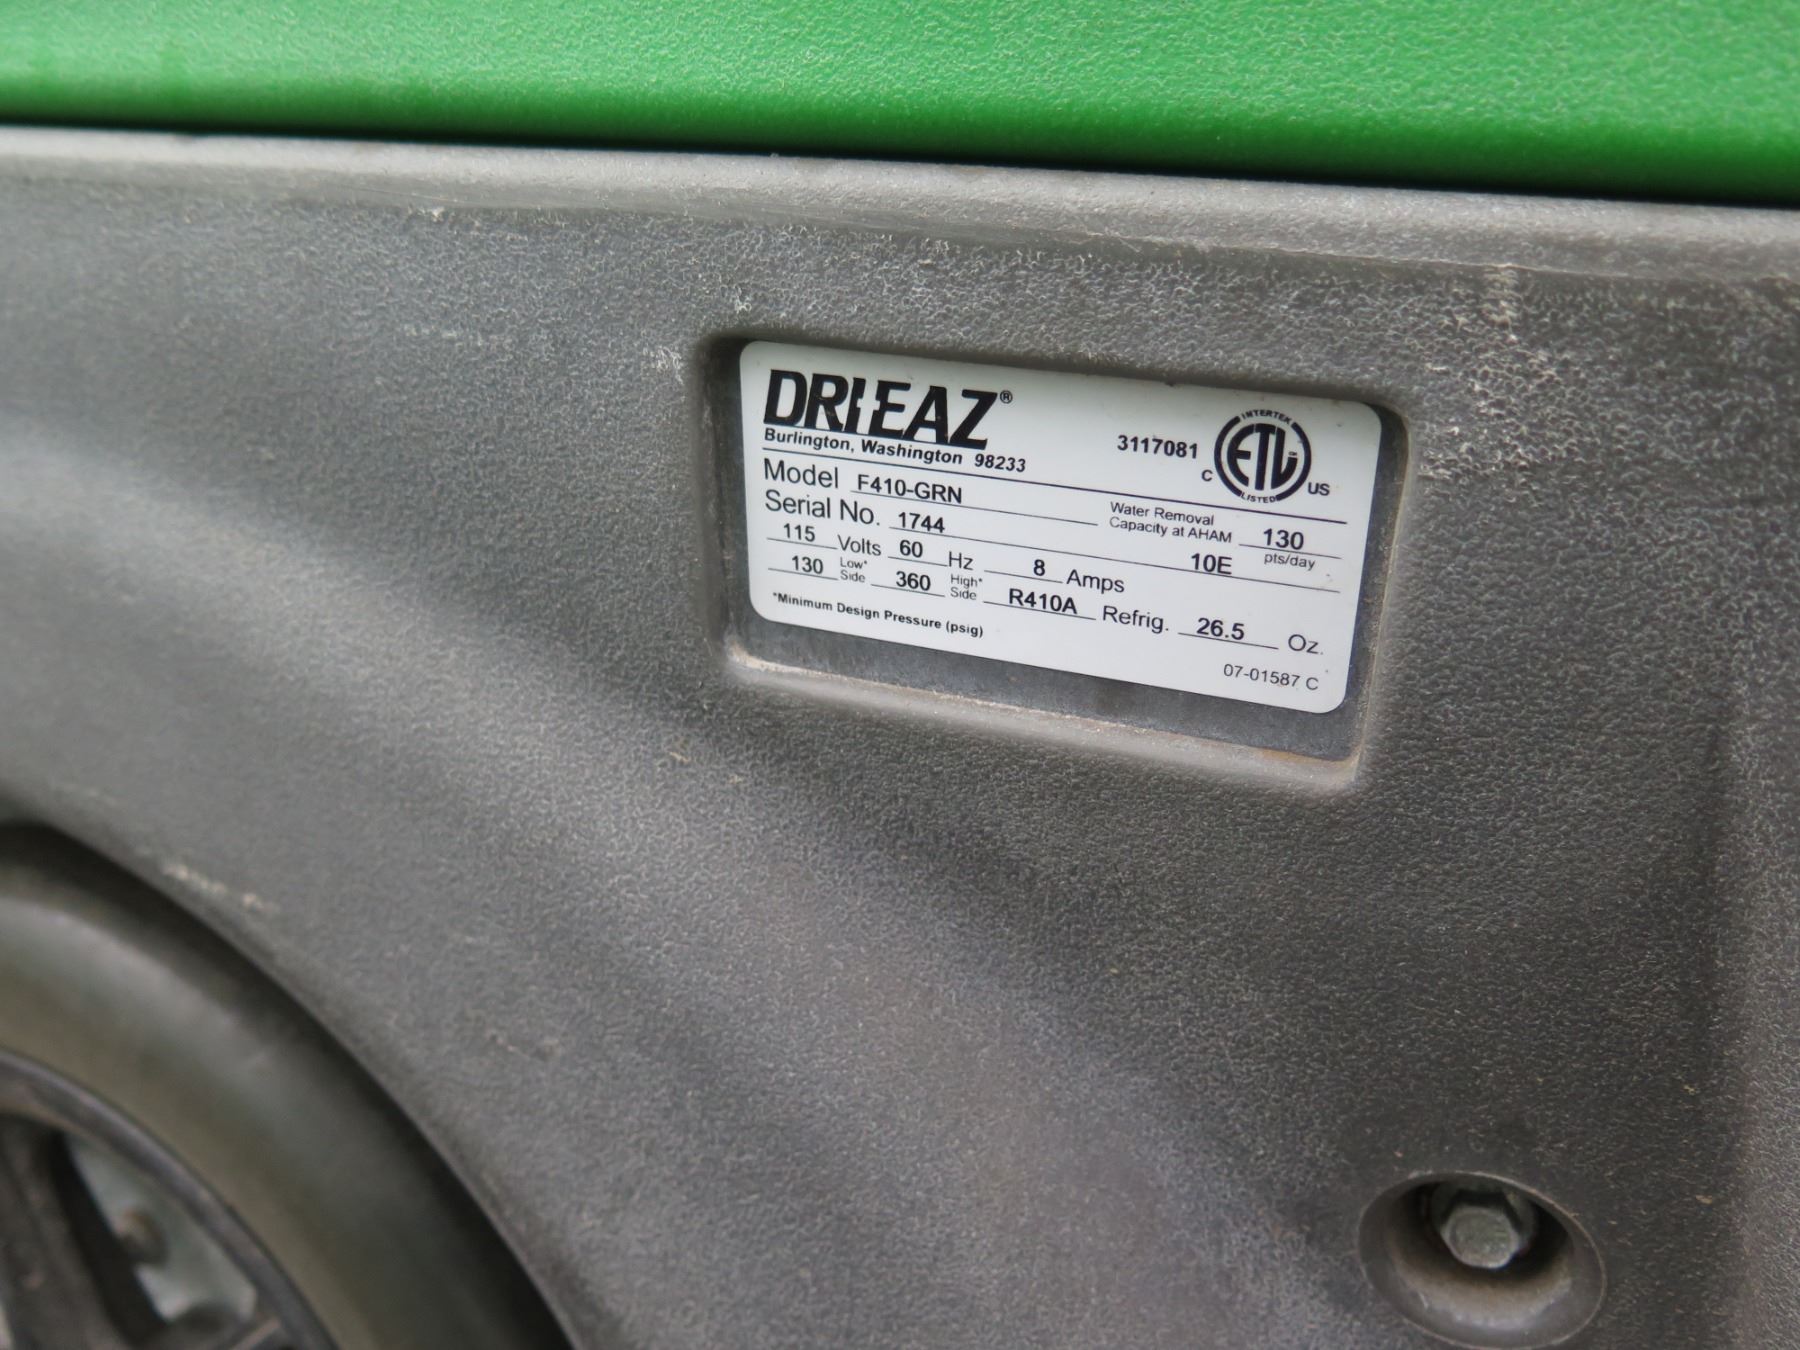 DRI-EAZ®
Burlington, Washington 98233
3117081
INTERTEK
C ETL US
LISTED
Model F410-GRN
Water Removal
Capacity at AHAM 130
pts/day
Serial No. 1744 10E
115 Volts 60 Hz 8 Amps
130 Low* Side 360 High* Side R410A Refrig. 26.5 Oz.
*Minimum Design Pressure (psig)
07-01587 C